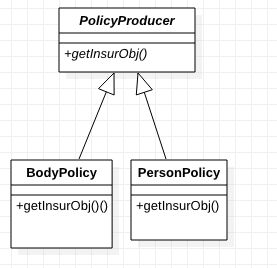 PolicyProducer
+getInsurObj()
BodyPolicy
+getInsurObj()()
PersonPolicy
+getInsurObj()